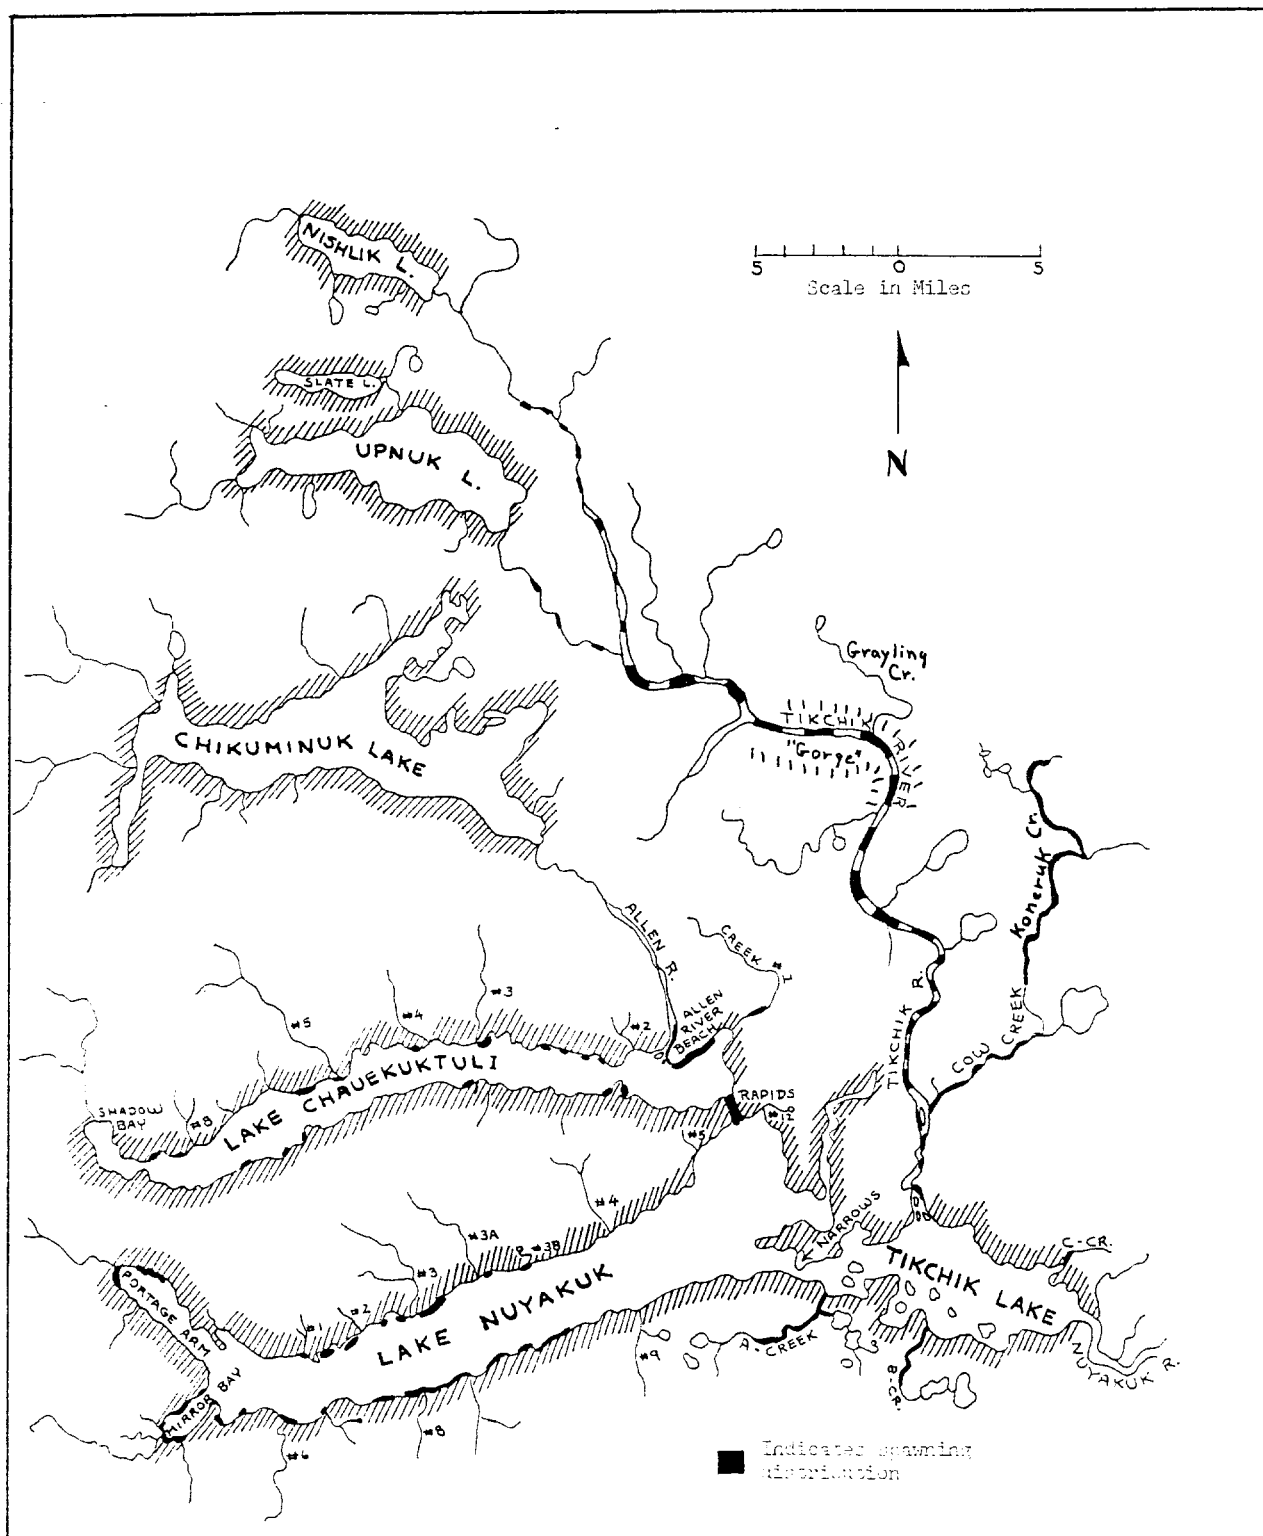 NISHLIK L.
5 0 5
Scale in Miles
SLATE L.
UPNUK L.
N
Grayling
Cr.
TIKCHIK RIVER
"Gorge"
CHIKUMINUK LAKE
Koneruk Cr.
ALLEN R.
CREEK #1
ALLEN
RIVER
BEACH
TIKCHIK R.
COW CREEK
#5
#4
#3
#2
LAKE CHAUEKUKTULI
SHADOW
BAY
#8
RAPIDS
#5
#4
#3A
#3B
#3
#2
#1
NARROWS
C-CR.
TIKCHIK LAKE
LAKE NUYAKUK
PORTAGE ARM
MIRROR BAY
A-CREEK
#9
3
B-CR.
NUYAKUK R.
#8
#6
Indicates spawning
distribution